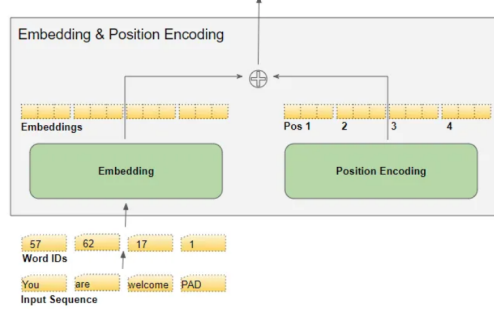 Embedding & Position Encoding
Embeddings
Pos 1 2 3 4
Embedding
Position Encoding
57 62 17 1
Word IDs
You are welcome PAD
Input Sequence